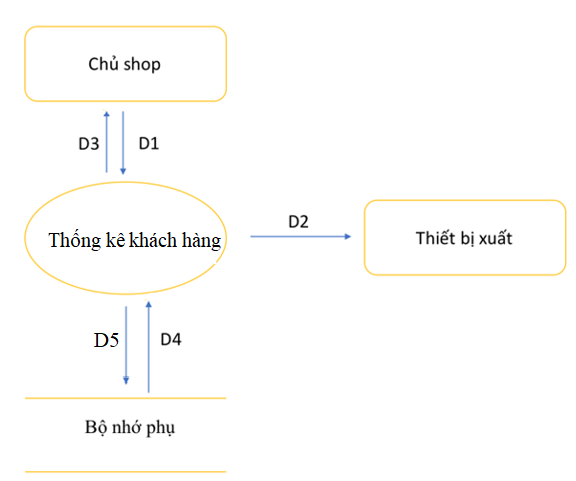 Chủ shop
D3
D1
Thống kê khách hàng
D2
Thiết bị xuất
D5
D4
Bộ nhớ phụ